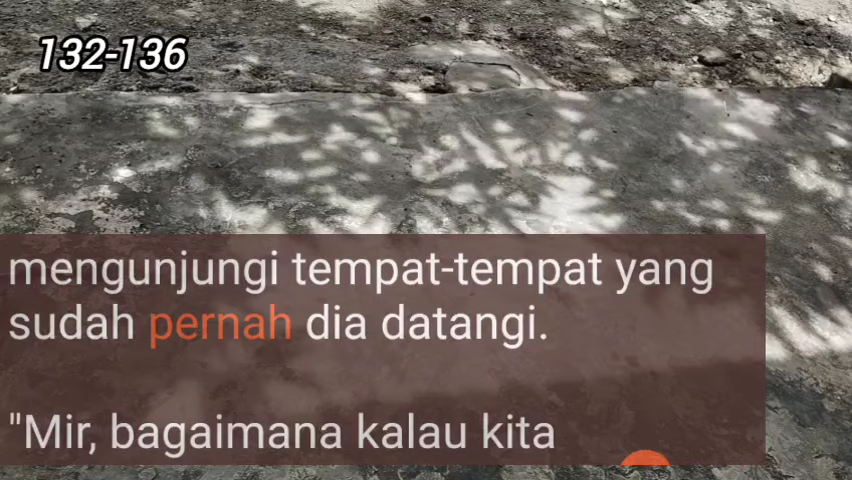 132-136
mengunjungi tempat-tempat yang
sudah pernah dia datangi.
"Mir, bagaimana kalau kita